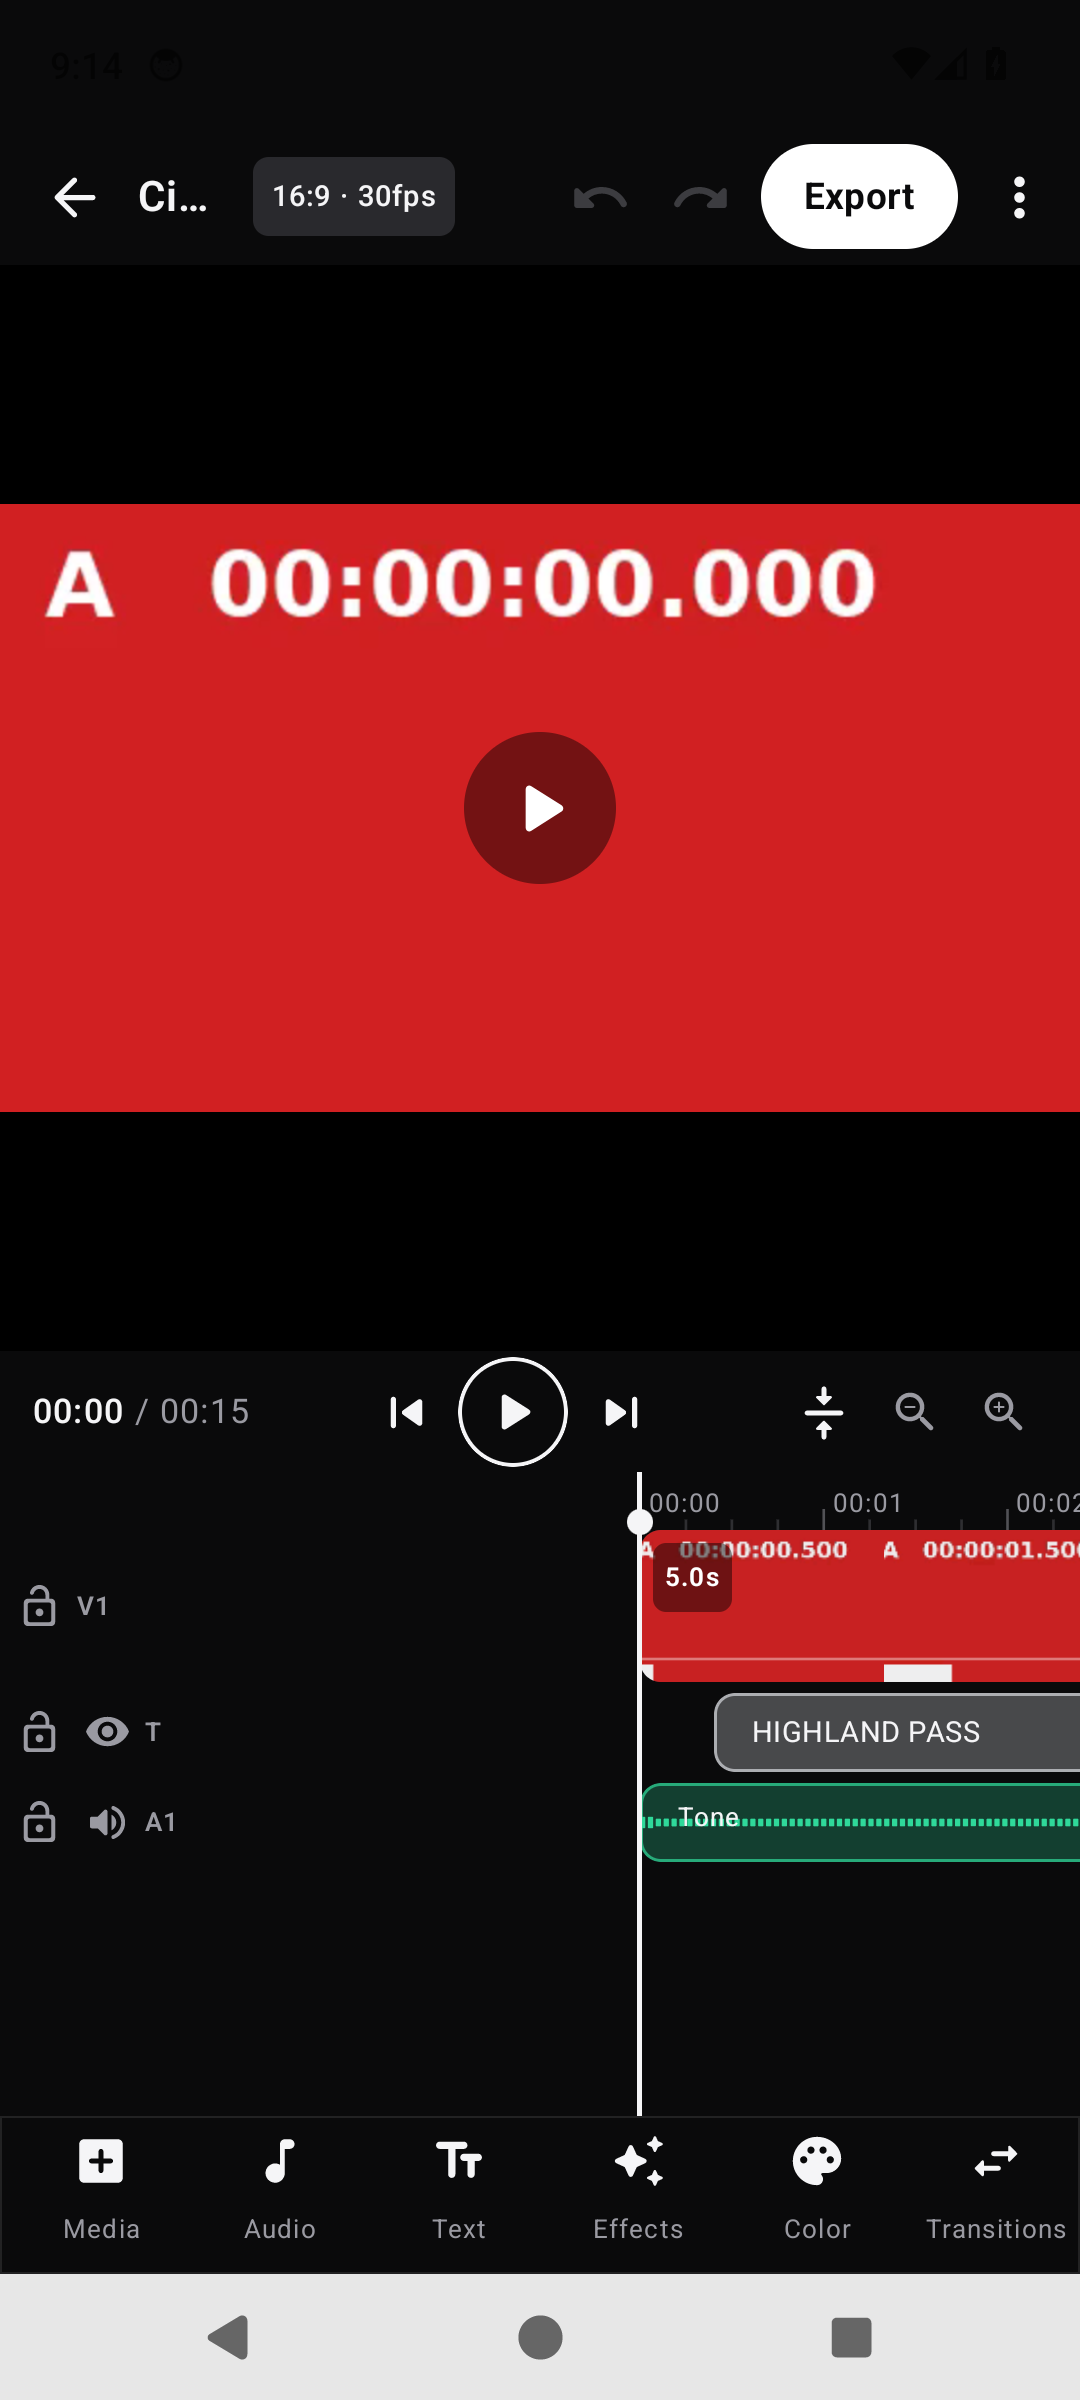 9:14
Ci...
16:9 · 30fps
Export
A 00:00:00.000
00:00 / 00:15
00:00 00:01 00:02
A 00:00:00.500 A 00:00:01.500
5.0s
V1
HIGHLAND PASS
T
Tone
A1
Media Audio Text Effects Color Transitions